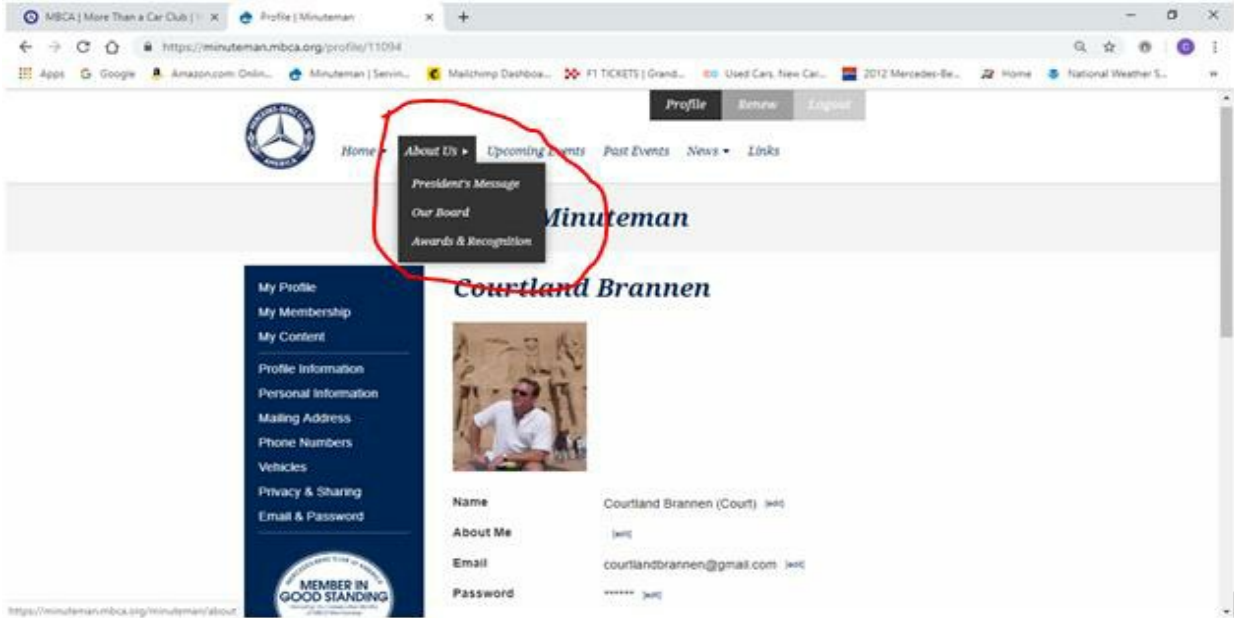 MBCA | More Than a Car Club |
Profile | Minuteman
https://minuteman.mbca.org/profile/11094
Apps
Google
Amazon.com: Onlin...
Minuteman | Servin...
Mailchimp Dashboa...
F1 TICKETS | Grand...
Used Cars, New Car...
2012 Mercedes-Be...
Home
National Weather S...
Profile
Renew
Logout
MERCEDES-BENZ CLUB
AMERICA
Home
About Us
Upcoming Events
Past Events
News
Links
President's Message
Our Board
Awards & Recognition
Minuteman
My Profile
My Membership
My Content
Profile Information
Personal Information
Mailing Address
Phone Numbers
Vehicles
Privacy & Sharing
Email & Password
MEMBER IN
GOOD STANDING
Courtland Brannen
Name Courtland Brannen (Court) [edit]
About Me [edit]
Email courtlandbrannen@gmail.com [edit]
Password ****** [edit]
https://minuteman.mbca.org/minuteman/about